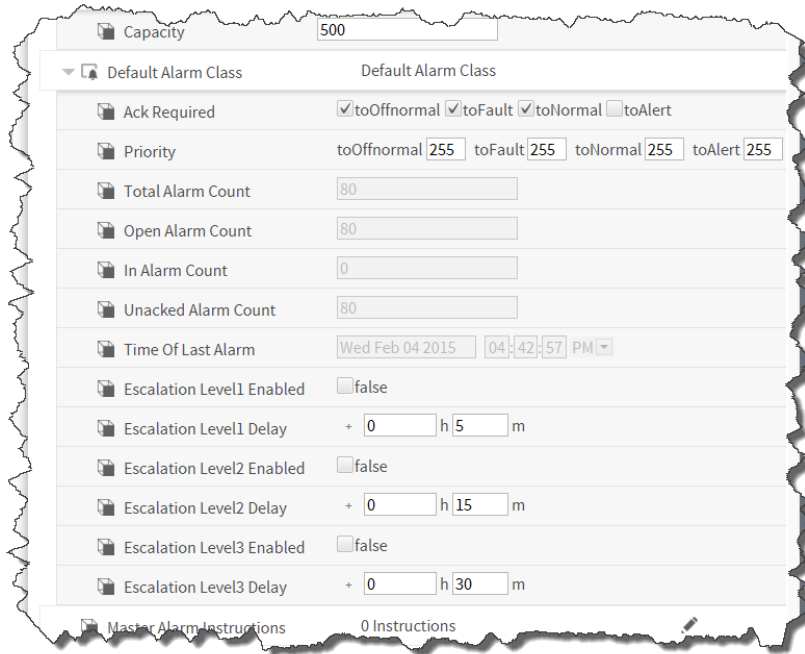 Capacity 500
Default Alarm Class Default Alarm Class
Ack Required toOffnormal toFault toNormal toAlert
Priority toOffnormal 255 toFault 255 toNormal 255 toAlert 255
Total Alarm Count 80
Open Alarm Count 80
In Alarm Count 0
Unacked Alarm Count 80
Time Of Last Alarm Wed Feb 04 2015 04 : 42 : 57 PM
Escalation Level1 Enabled false
Escalation Level1 Delay + 0 h 5 m
Escalation Level2 Enabled false
Escalation Level2 Delay + 0 h 15 m
Escalation Level3 Enabled false
Escalation Level3 Delay + 0 h 30 m
Master Alarm Instructions 0 Instructions